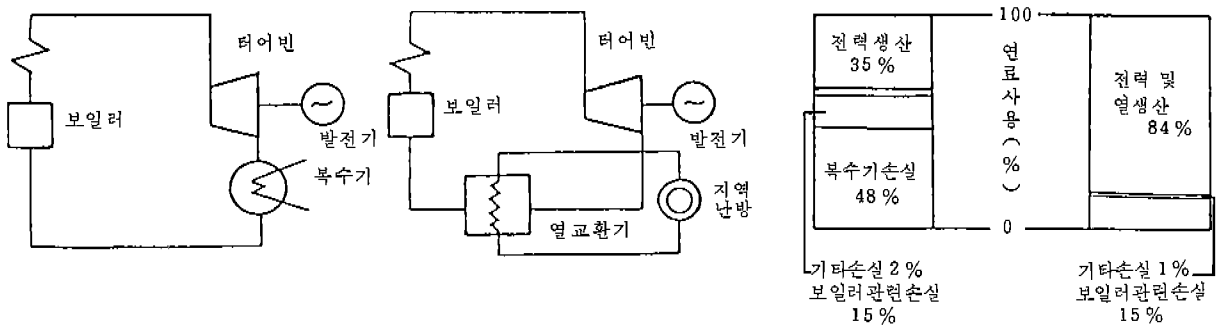 터어빈
보일러
발전기
복수기
터어빈
보일러
발전기
지역
난방
열교환기
전력생산
35%
복수기손실
48%
기타손실 2%
보일러관련손실
15%
100
연료사용(%)
0
전력 및
열생산
84%
기타손실 1%
보일러관련손실
15%